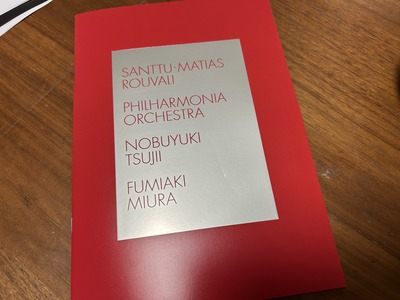 SANTTU-MATIAS
ROUVALI
PHILHARMONIA
ORCHESTRA
NOBUYUKI
TSUJII
FUMIAKI
MIURA